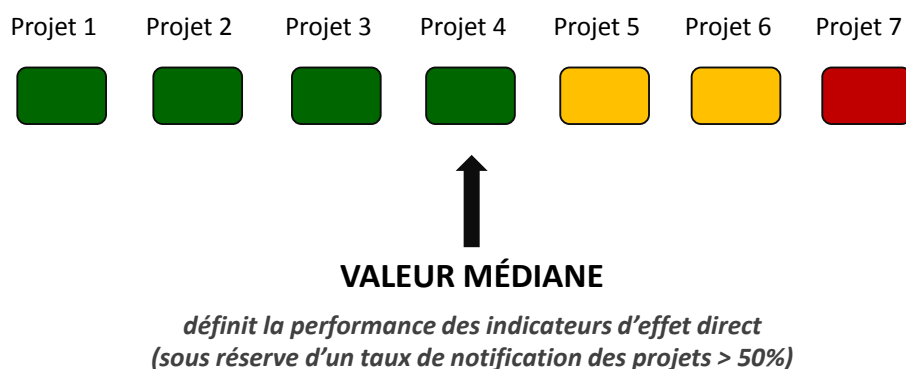 Projet 1 Projet 2 Projet 3 Projet 4 Projet 5 Projet 6 Projet 7
VALEUR MÉDIANE
définit la performance des indicateurs d’effet direct
(sous réserve d’un taux de notification des projets > 50%)